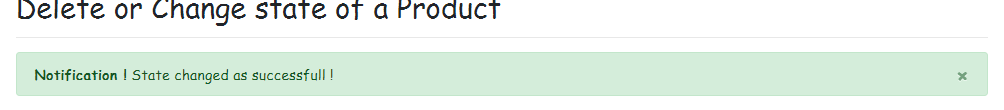 Delete or Change state of a Product
Notification ! State changed as successfull !
×